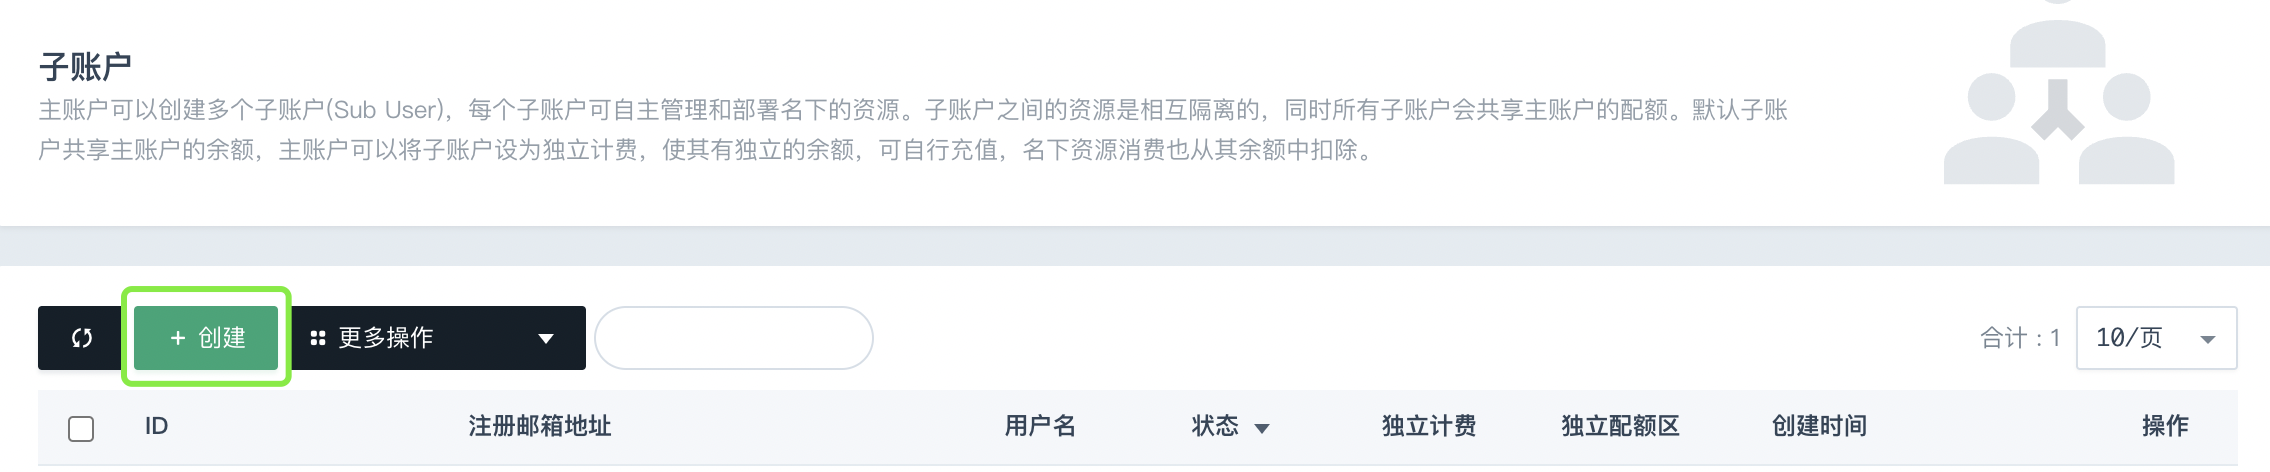 子账户
主账户可以创建多个子账户(Sub User)，每个子账户可自主管理和部署名下的资源。子账户之间的资源是相互隔离的，同时所有子账户会共享主账户的配额。默认子账
户共享主账户的余额，主账户可以将子账户设为独立计费，使其有独立的余额，可自行充值，名下资源消费也从其余额中扣除。
+ 创建 更多操作 合计：1 10/页
ID 注册邮箱地址 用户名 状态 独立计费 独立配额区 创建时间 操作